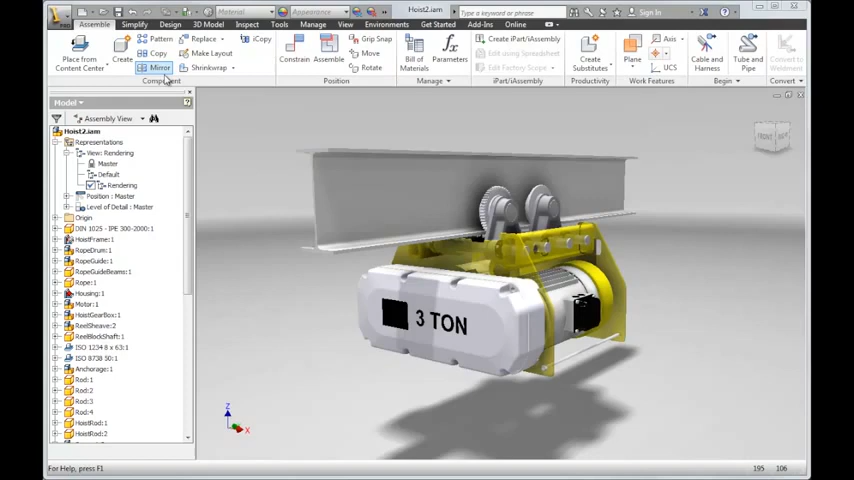 Material
Appearance
Hoist2.iam
Type a keyword or phrase
Sign In
PRO
Assemble Simplify Design 3D Model Inspect Tools Manage View Environments Get Started Add-Ins Online
Place from Content Center
Create
Pattern
Copy
Mirror
Replace
Make Layout
Shrinkwrap
iCopy
Constrain
Assemble
Grip Snap
Move
Rotate
Bill of Materials
Parameters
Create iPart/iAssembly
Edit using Spreadsheet
Edit Factory Scope
Create Substitutes
Plane
Axis
UCS
Cable and Harness
Tube and Pipe
Convert to Weldment
Component Position Manage iPart/iAssembly Productivity Work Features Begin Convert
Model
Assembly View
Hoist2.iam
Representations
View: Rendering
Master
Default
Rendering
Position : Master
Level of Detail : Master
Origin
DIN 1025 - IPE 300-2000:1
HoistFrame:1
RopeDrum:1
RopeGuide:1
RopeGuideBeams:1
Rope:1
Housing:1
Motor:1
HoistGearBox:1
ReelSheave:2
ReelBlockShaft:1
ISO 1234 8 x 63:1
ISO 8738 50:1
Anchorage:1
Rod:1
Rod:2
Rod:3
Rod:4
HoistRod:1
HoistRod:2
FRONT
3 TON
Z
X
For Help, press F1
195 106